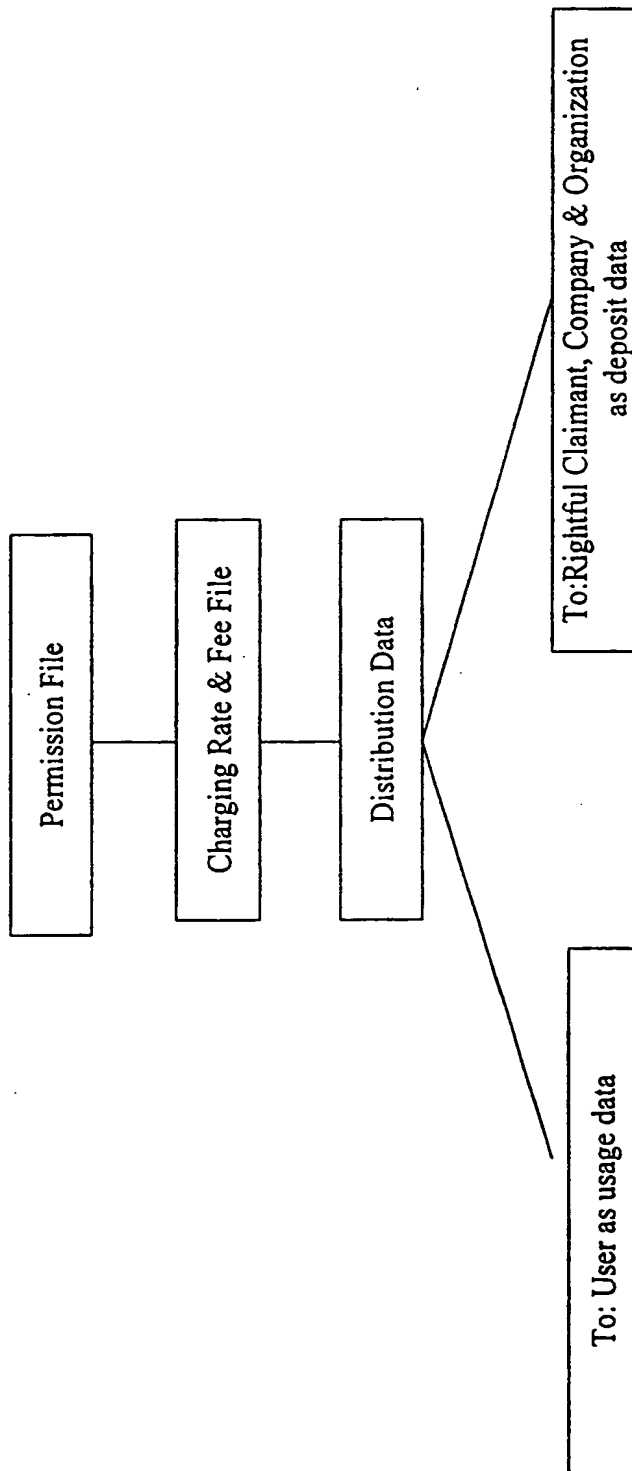 Permission File
Charging Rate & Fee File
Distribution Data
To: User as usage data
To:Rightful Claimant, Company & Organization
as deposit data